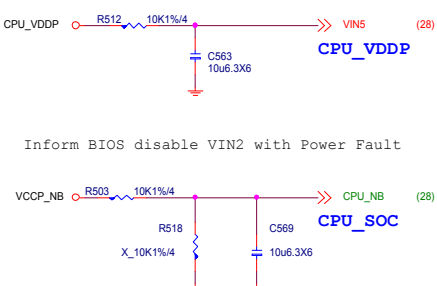 CPU_VDDP R512 10K1%/4 VIN5 (28)
CPU_VDDP
C563
10u6.3X6
Inform BIOS disable VIN2 with Power Fault
VCCP_NB R503 10K1%/4 CPU_NB (28)
CPU_SOC
R518 C569
X_10K1%/4 10u6.3X6